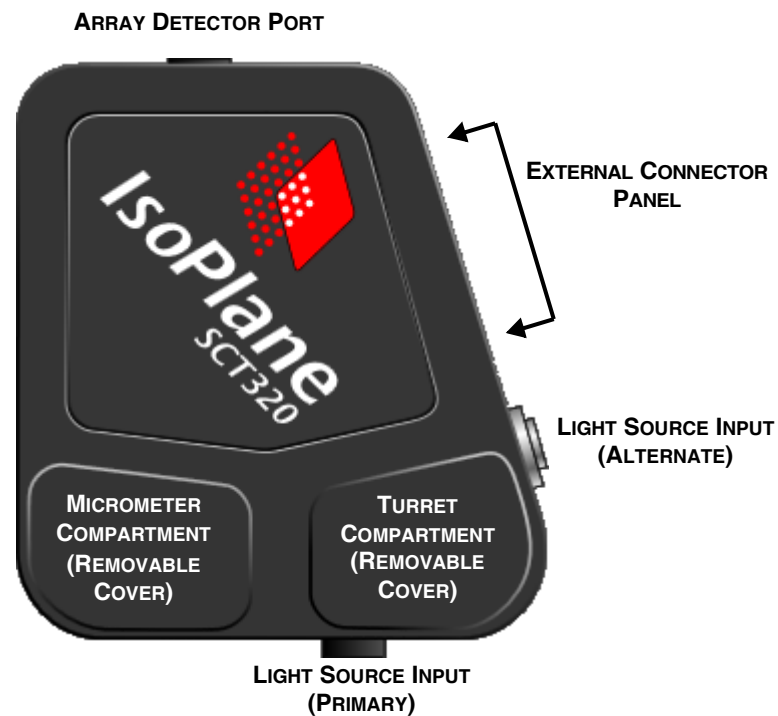 ARRAY DETECTOR PORT
EXTERNAL CONNECTOR
PANEL
IsoPlane
SCT320
LIGHT SOURCE INPUT
(ALTERNATE)
MICROMETER
COMPARTMENT
(REMOVABLE
COVER)
TURRET
COMPARTMENT
(REMOVABLE
COVER)
LIGHT SOURCE INPUT
(PRIMARY)